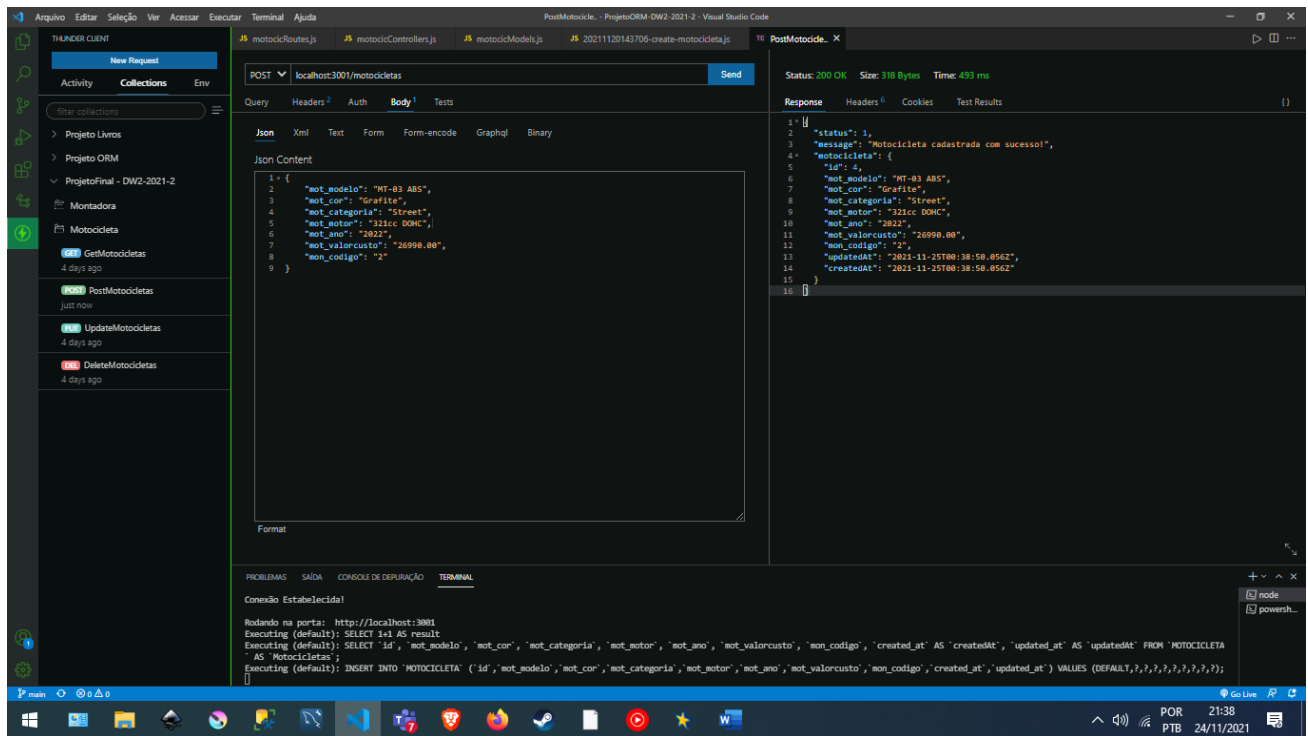 Arquivo Editar Seleção Ver Acessar Executar Terminal Ajuda
PostMotocicle.. - ProjetoORM-DW2-2021-2 - Visual Studio Code
THUNDER CLIENT
New Request
Activity Collections Env
filter collections
Projeto Livros
Projeto ORM
ProjetoFinal - DW2-2021-2
Montadora
Motocicleta
GET GetMotocicletas
4 days ago
POST PostMotocicletas
just now
PUT UpdateMotocicletas
4 days ago
DEL DeleteMotocicletas
4 days ago
JS motocicRoutes.js JS motocicControllers.js JS motocicModels.js JS 20211120143706-create-motocicleta.js TC PostMotocicle.. X
POST localhost:3001/motocicletas Send
Query Headers 2 Auth Body 1 Tests
Json Xml Text Form Form-encode Graphql Binary
Json Content
1 {
2 "mot_modelo": "MT-03 ABS",
3 "mot_cor": "Grafite",
4 "mot_categoria": "Street",
5 "mot_motor": "321cc DOHC",
6 "mot_ano": "2022",
7 "mot_valorcusto": "26990.00",
8 "mon_codigo": "2"
9 }
Format
Status: 200 OK Size: 318 Bytes Time: 493 ms
Response Headers 6 Cookies Test Results {}
1 {
2 "status": 1,
3 "message": "Motocicleta cadastrada com sucesso!",
4 "motocicleta": {
5 "id": 4,
6 "mot_modelo": "MT-03 ABS",
7 "mot_cor": "Grafite",
8 "mot_categoria": "Street",
9 "mot_motor": "321cc DOHC",
10 "mot_ano": "2022",
11 "mot_valorcusto": "26990.00",
12 "mon_codigo": "2",
13 "updatedAt": "2021-11-25T00:38:50.056Z",
14 "createdAt": "2021-11-25T00:38:50.056Z"
15 }
16 }
PROBLEMAS SAÍDA CONSOLE DE DEPURAÇÃO TERMINAL
Conexão Estabelecida!
Rodando na porta: http://localhost:3001
Executing (default): SELECT 1+1 AS result
Executing (default): SELECT `id`, `mot_modelo`, `mot_cor`, `mot_categoria`, `mot_motor`, `mot_ano`, `mot_valorcusto`, `mon_codigo`, `created_at` AS `createdAt`, `updated_at` AS `updatedAt` FROM `MOTOCICLETA
` AS `Motocicletas`;
Executing (default): INSERT INTO `MOTOCICLETA` (`id`,`mot_modelo`,`mot_cor`,`mot_categoria`,`mot_motor`,`mot_ano`,`mot_valorcusto`,`mon_codigo`,`created_at`,`updated_at`) VALUES (DEFAULT,?,?,?,?,?,?,?,?,?);
node
powersh...
main 0 0
Go Live
7
W
POR
PTB
21:38
24/11/2021